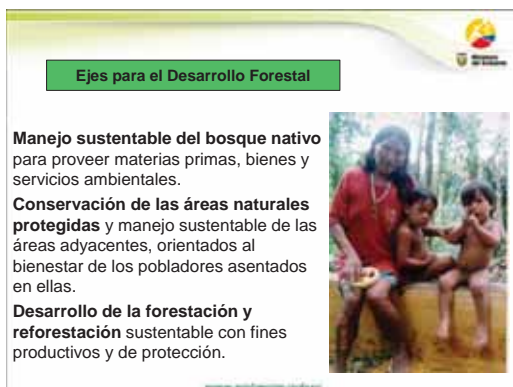 Ejes para el Desarrollo Forestal
Manejo sustentable del bosque nativo
para proveer materias primas, bienes y
servicios ambientales.
Conservación de las áreas naturales
protegidas y manejo sustentable de las
áreas adyacentes, orientados al
bienestar de los pobladores asentados
en ellas.
Desarrollo de la forestación y
reforestación sustentable con fines
productivos y de protección.